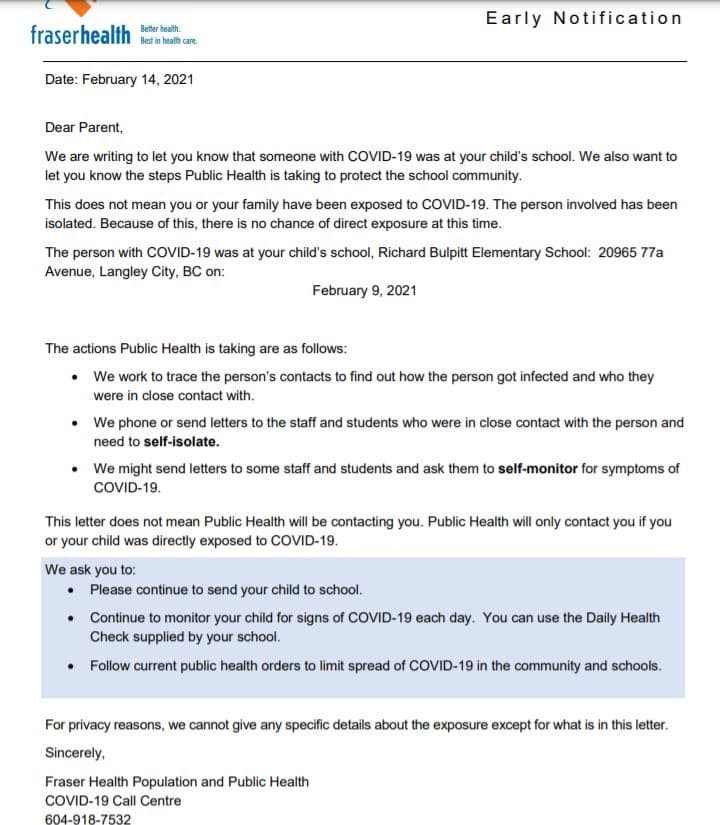 Early Notification
fraserhealth
Better health.
Best in health care.
Date: February 14, 2021
Dear Parent,
We are writing to let you know that someone with COVID-19 was at your child's school. We also want to
let you know the steps Public Health is taking to protect the school community.
This does not mean you or your family have been exposed to COVID-19. The person involved has been
isolated. Because of this, there is no chance of direct exposure at this time.
The person with COVID-19 was at your child's school, Richard Bulpitt Elementary School:  20965 77a
Avenue, Langley City, BC on:
February 9, 2021
The actions Public Health is taking are as follows:
• We work to trace the person's contacts to find out how the person got infected and who they
were in close contact with.
• We phone or send letters to the staff and students who were in close contact with the person and
need to self-isolate.
• We might send letters to some staff and students and ask them to self-monitor for symptoms of
COVID-19.
This letter does not mean Public Health will be contacting you. Public Health will only contact you if you
or your child was directly exposed to COVID-19.
We ask you to:
• Please continue to send your child to school.
• Continue to monitor your child for signs of COVID-19 each day.  You can use the Daily Health
Check supplied by your school.
• Follow current public health orders to limit spread of COVID-19 in the community and schools.
For privacy reasons, we cannot give any specific details about the exposure except for what is in this letter.
Sincerely,
Fraser Health Population and Public Health
COVID-19 Call Centre
604-918-7532